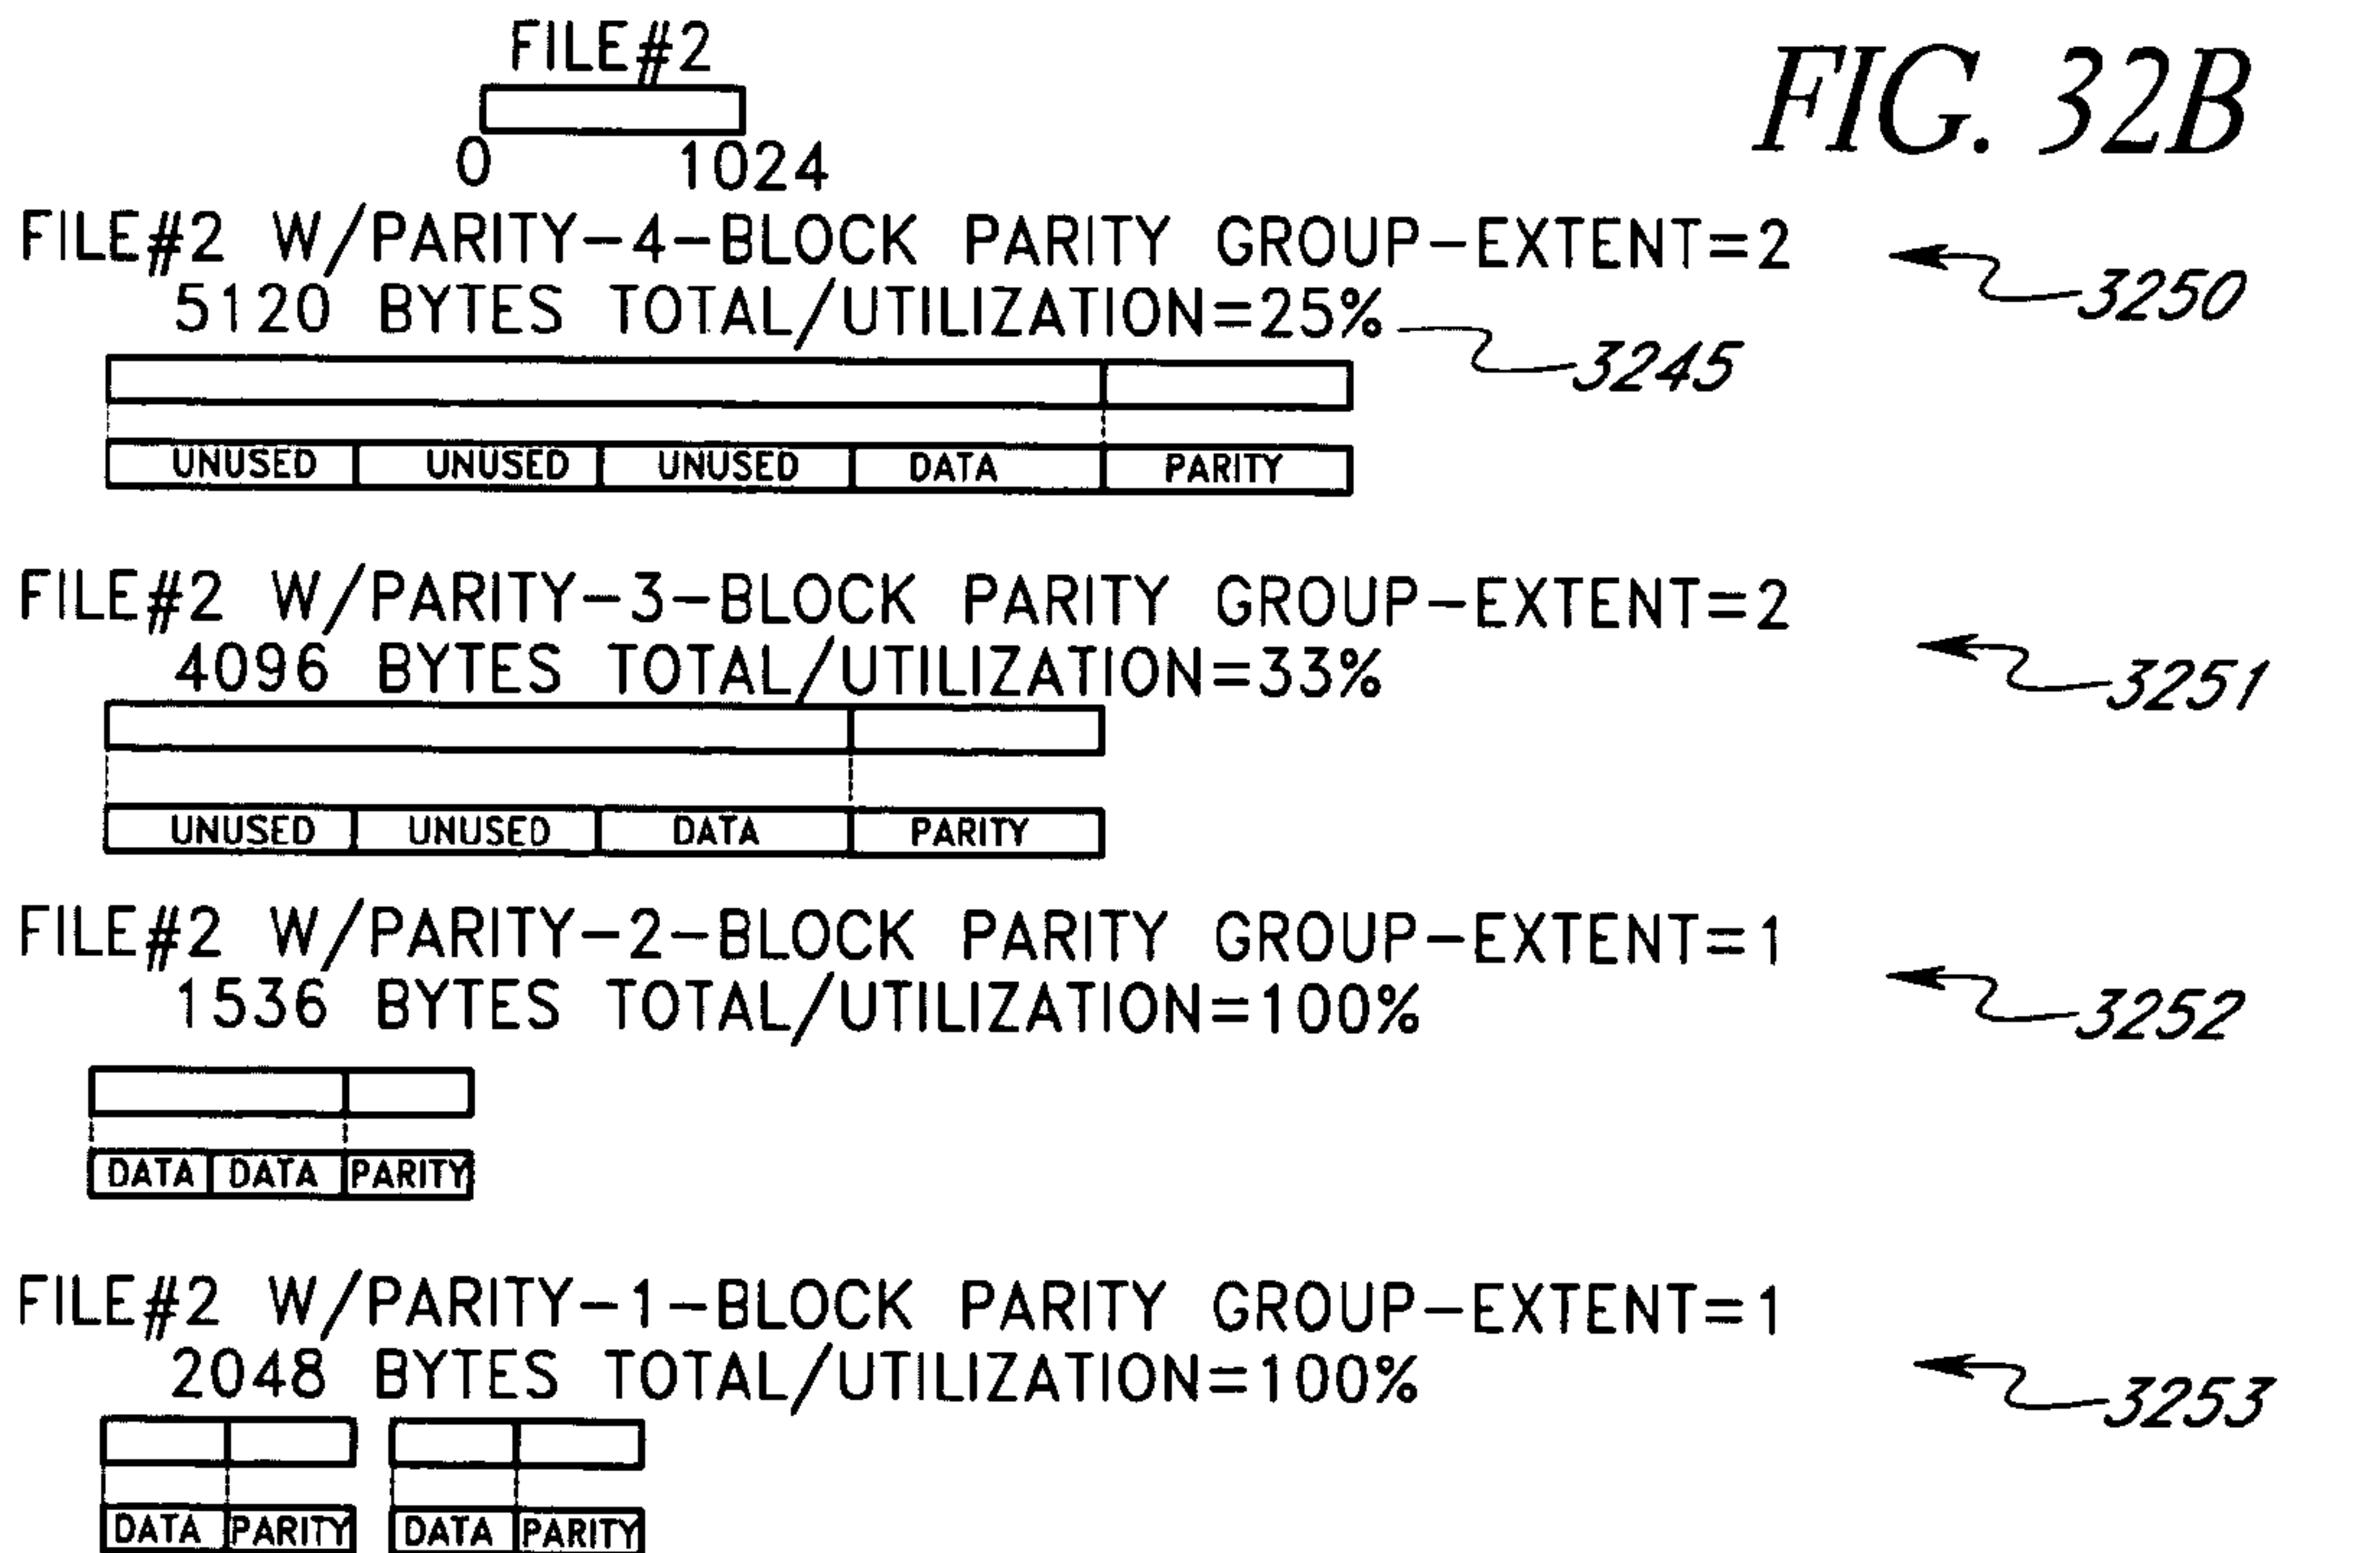 FILE#2
FIG. 32B
0 1024
FILE#2 W/PARITY-4-BLOCK PARITY GROUP-EXTENT=2
3250
5120 BYTES TOTAL/UTILIZATION=25%
3245
UNUSED UNUSED UNUSED DATA PARITY
FILE#2 W/PARITY-3-BLOCK PARITY GROUP-EXTENT=2
4096 BYTES TOTAL/UTILIZATION=33%
3251
UNUSED UNUSED DATA PARITY
FILE#2 W/PARITY-2-BLOCK PARITY GROUP-EXTENT=1
1536 BYTES TOTAL/UTILIZATION=100%
3252
DATA DATA PARITY
FILE#2 W/PARITY-1-BLOCK PARITY GROUP-EXTENT=1
2048 BYTES TOTAL/UTILIZATION=100%
3253
DATA PARITY DATA PARITY